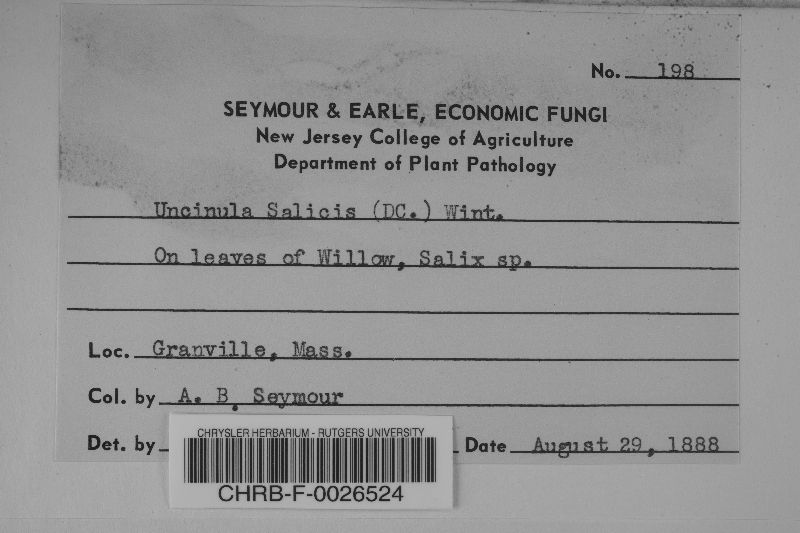 No. 198
SEYMOUR & EARLE, ECONOMIC FUNGI
New Jersey College of Agriculture
Department of Plant Pathology
Uncinula Salicis (DC.) Wint.
On leaves of Willow, Salix sp.
Loc. Granville, Mass.
Col. by A. B. Seymour
Det. by Date August 29, 1888
CHRYSLER HERBARIUM - RUTGERS UNIVERSITY
CHRB-F-0026524